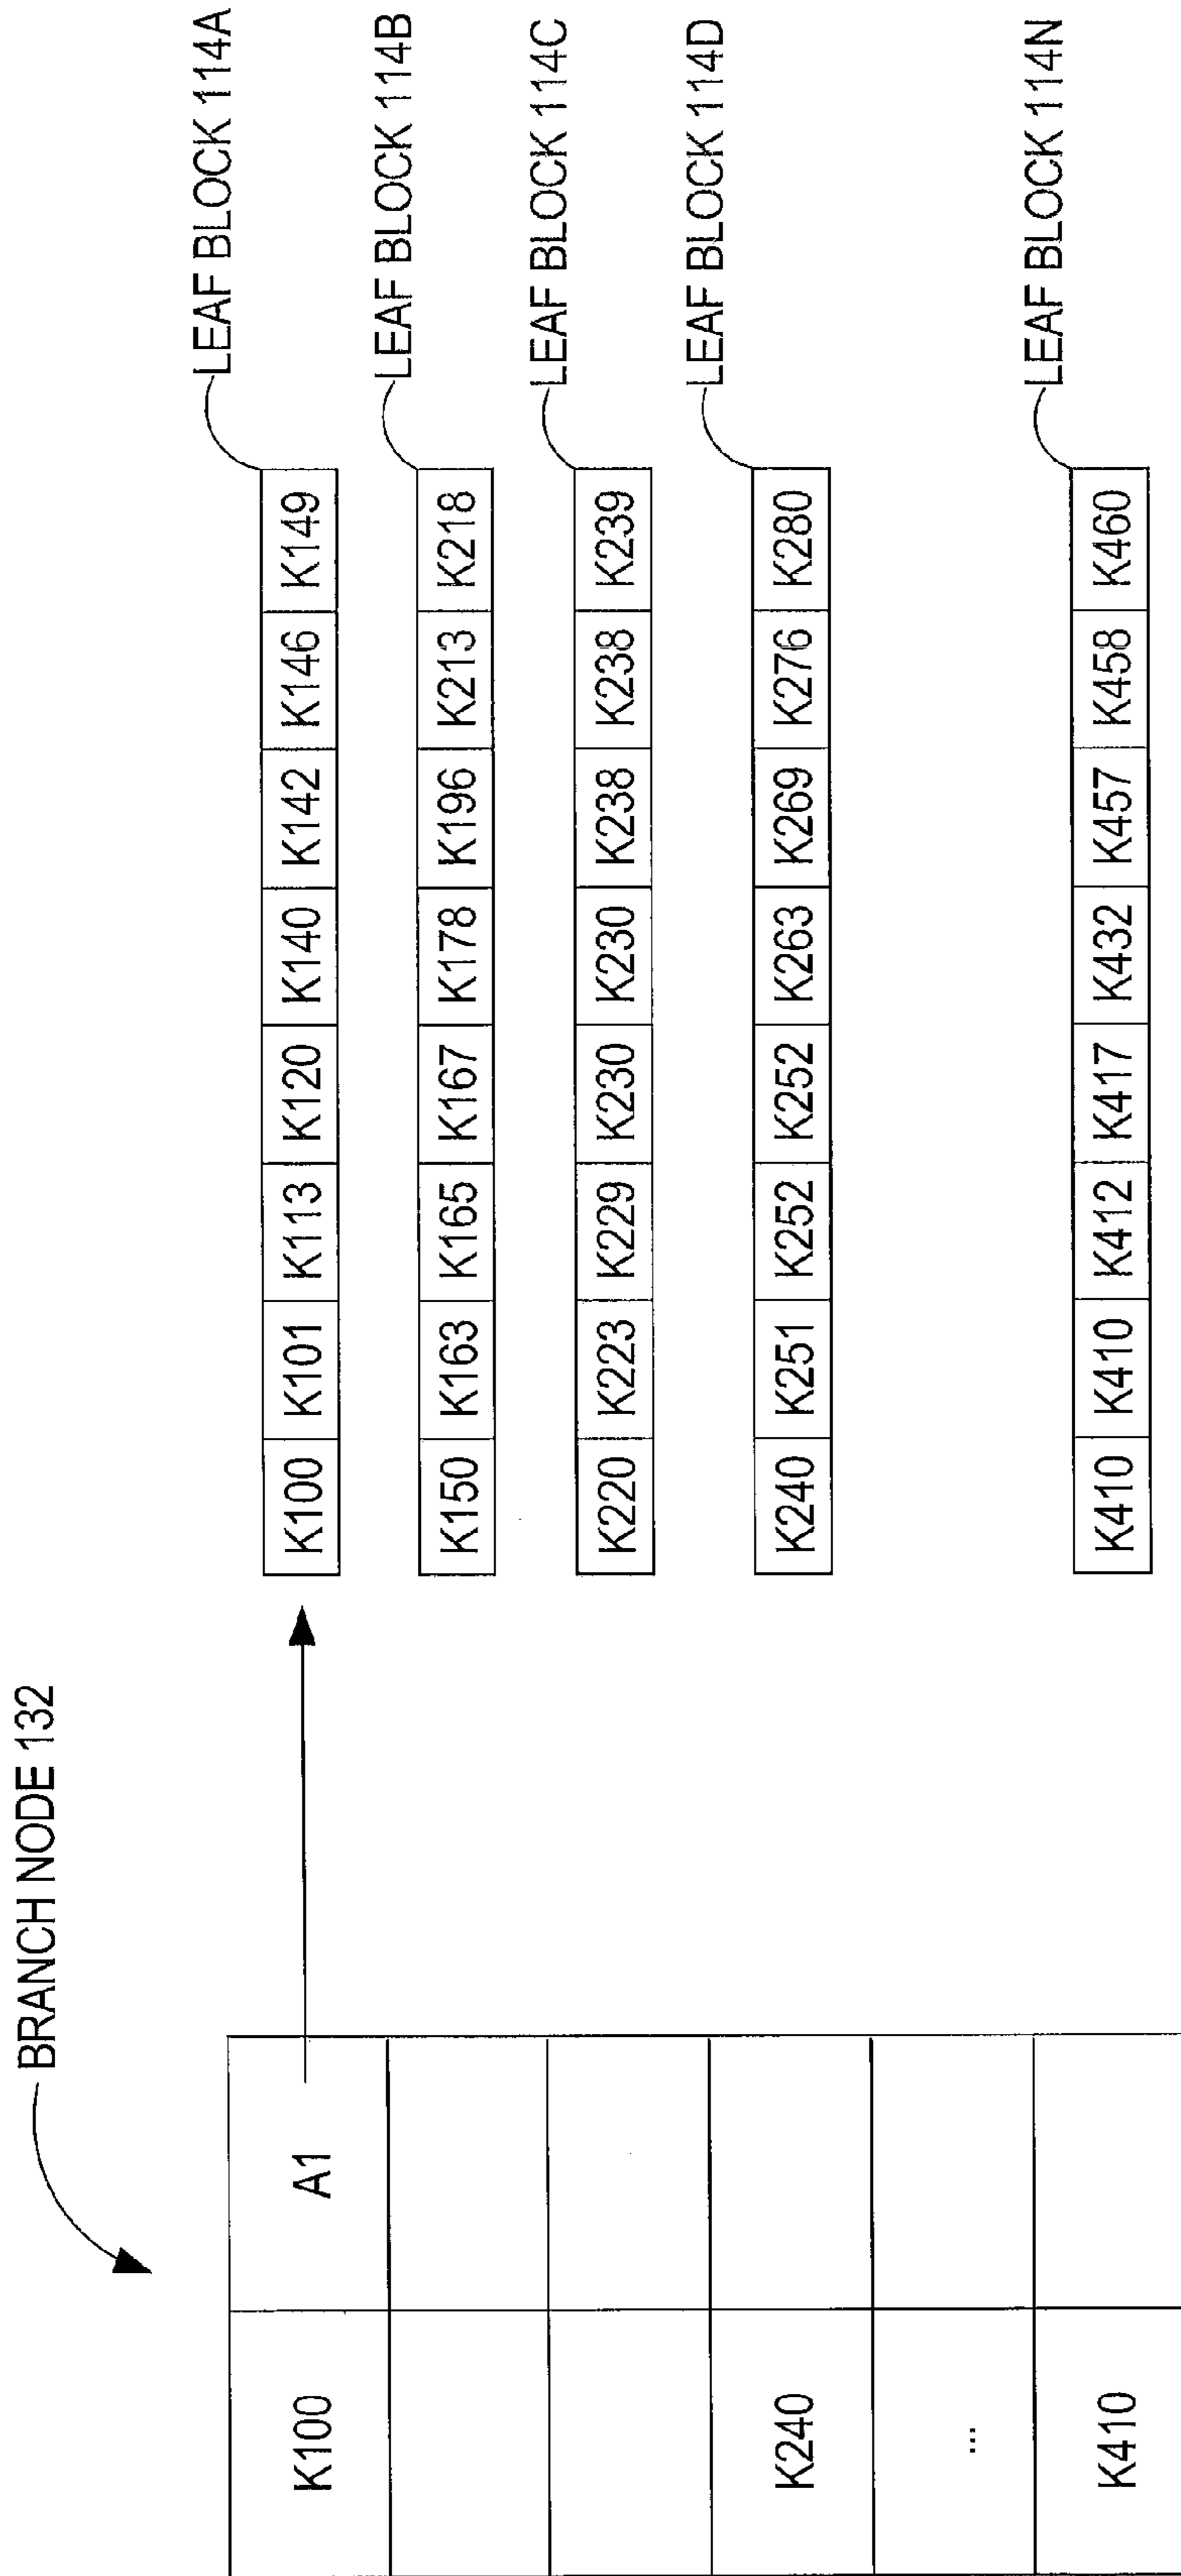 BRANCH NODE 132
K100 A1
K240
...
K410
K100 K101 K113 K120 K140 K142 K146 K149
LEAF BLOCK 114A
K150 K163 K165 K167 K178 K196 K213 K218
LEAF BLOCK 114B
K220 K223 K229 K230 K230 K238 K238 K239
LEAF BLOCK 114C
K240 K251 K252 K252 K263 K269 K276 K280
LEAF BLOCK 114D
K410 K410 K412 K417 K432 K457 K458 K460
LEAF BLOCK 114N